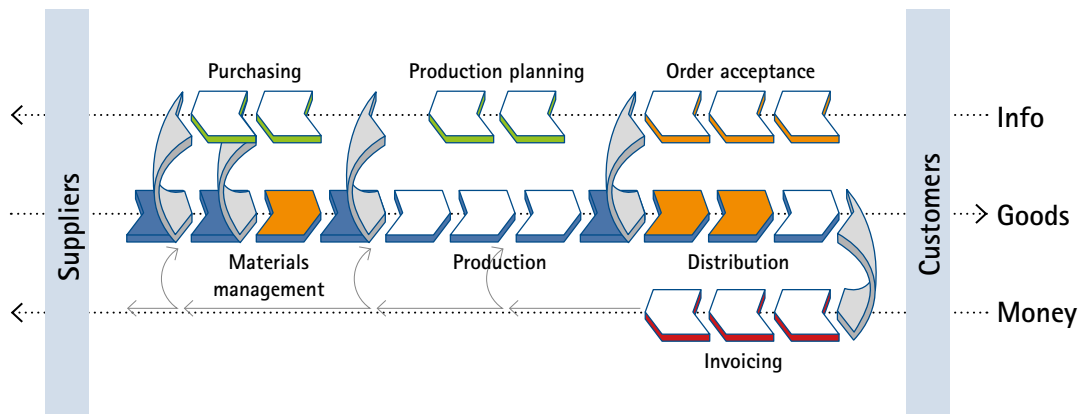 Purchasing
Production planning
Order acceptance
Info
Suppliers
Customers
Goods
Materials
management
Production
Distribution
Money
Invoicing